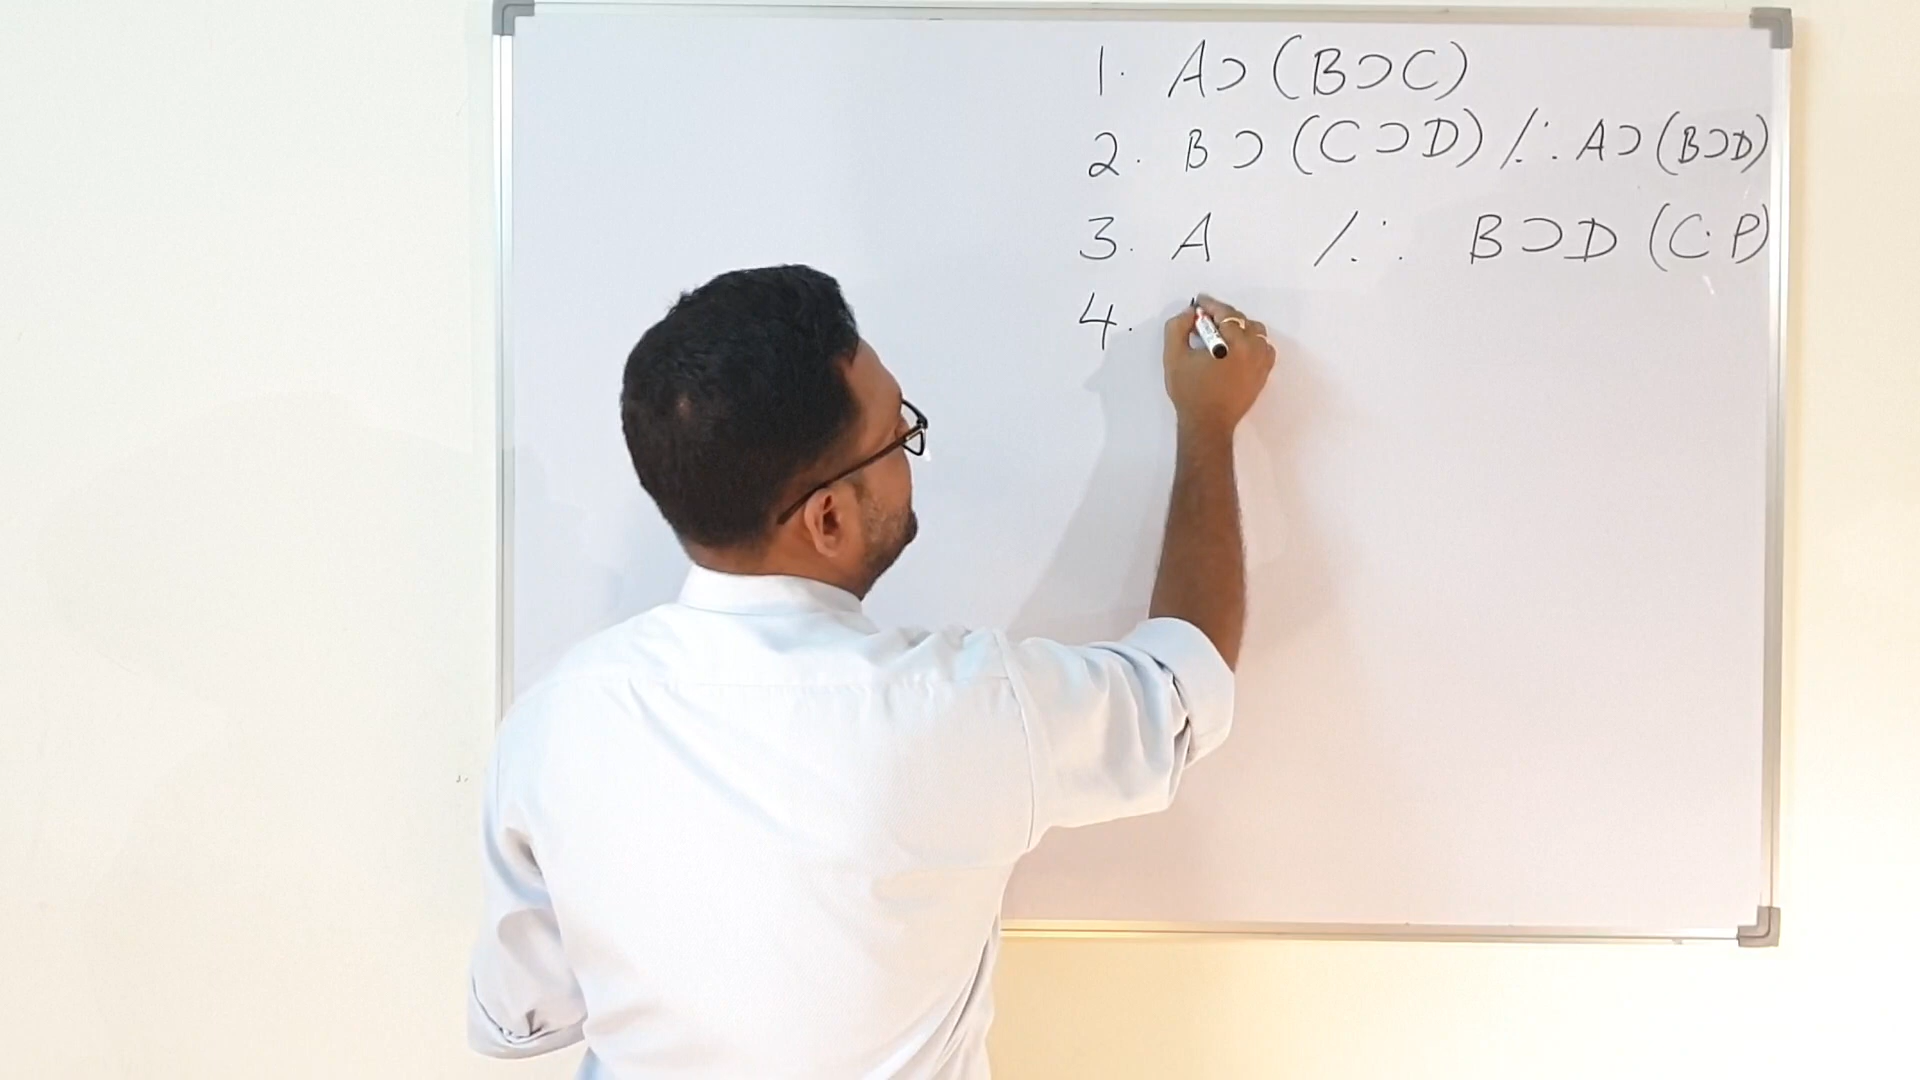 1. A ⊃ (B ⊃ C)
2. B ⊃ (C ⊃ D) /∴ A ⊃ (B ⊃ D)
3. A /∴ B ⊃ D (C.P)
4.